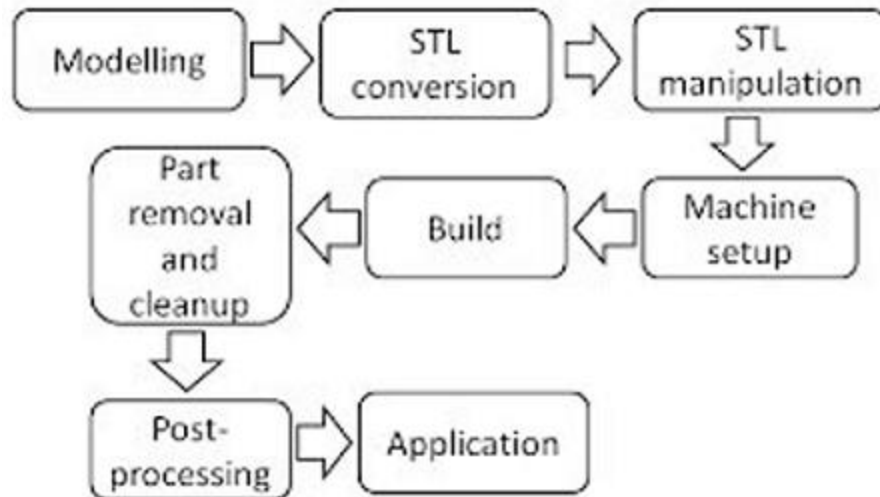 Modelling
STL
conversion
STL
manipulation
Machine
setup
Build
Part
removal
and
cleanup
Post-
processing
Application